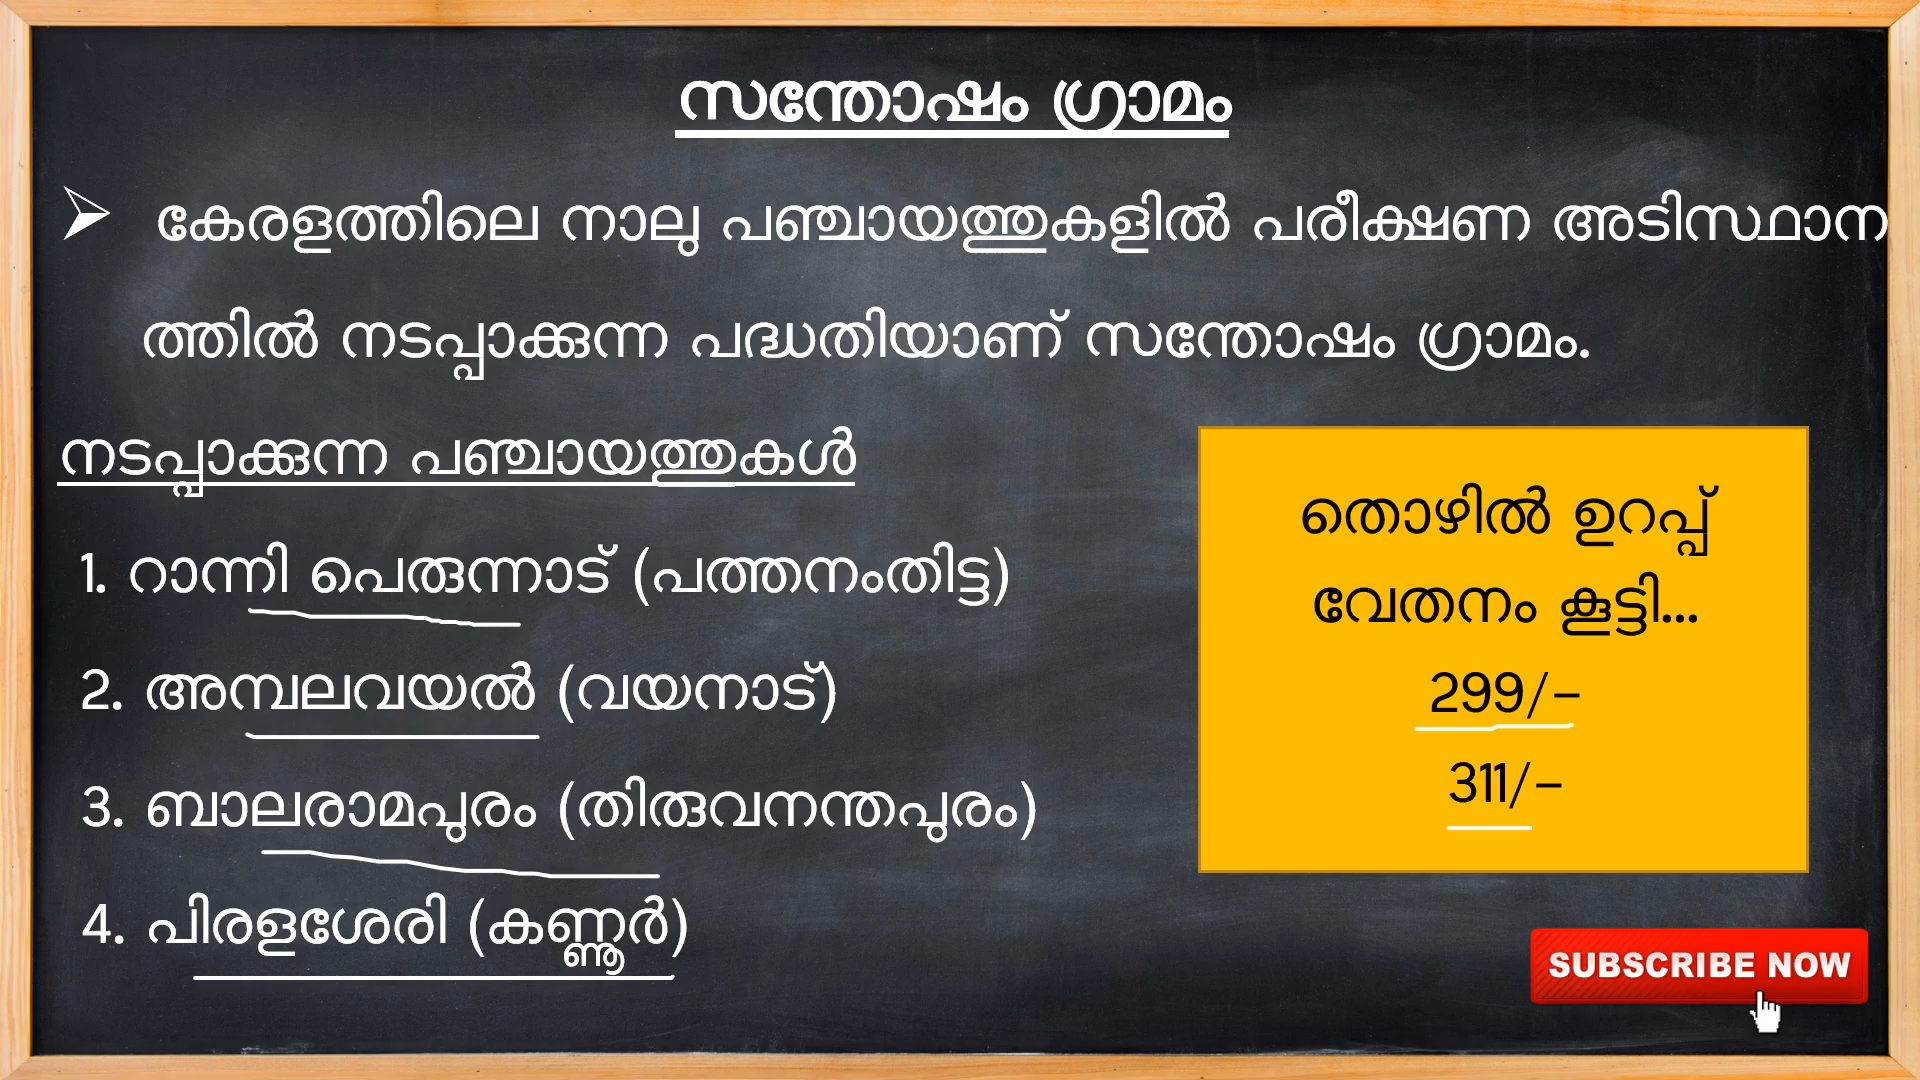 സന്തോഷം ഗ്രാമം
➢ കേരളത്തിലെ നാലു പഞ്ചായത്തുകളിൽ പരീക്ഷണ അടിസ്ഥാന
ത്തിൽ നടപ്പാക്കുന്ന പദ്ധതിയാണ് സന്തോഷം ഗ്രാമം.
നടപ്പാക്കുന്ന പഞ്ചായത്തുകൾ
1. റാന്നി പെരുന്നാട് (പത്തനംതിട്ട)
2. അമ്പലവയൽ (വയനാട്)
3. ബാലരാമപുരം (തിരുവനന്തപുരം)
4. പിരളശേരി (കണ്ണൂർ)
തൊഴിൽ ഉറപ്പ്
വേതനം കൂട്ടി...
299/-
311/-
SUBSCRIBE NOW